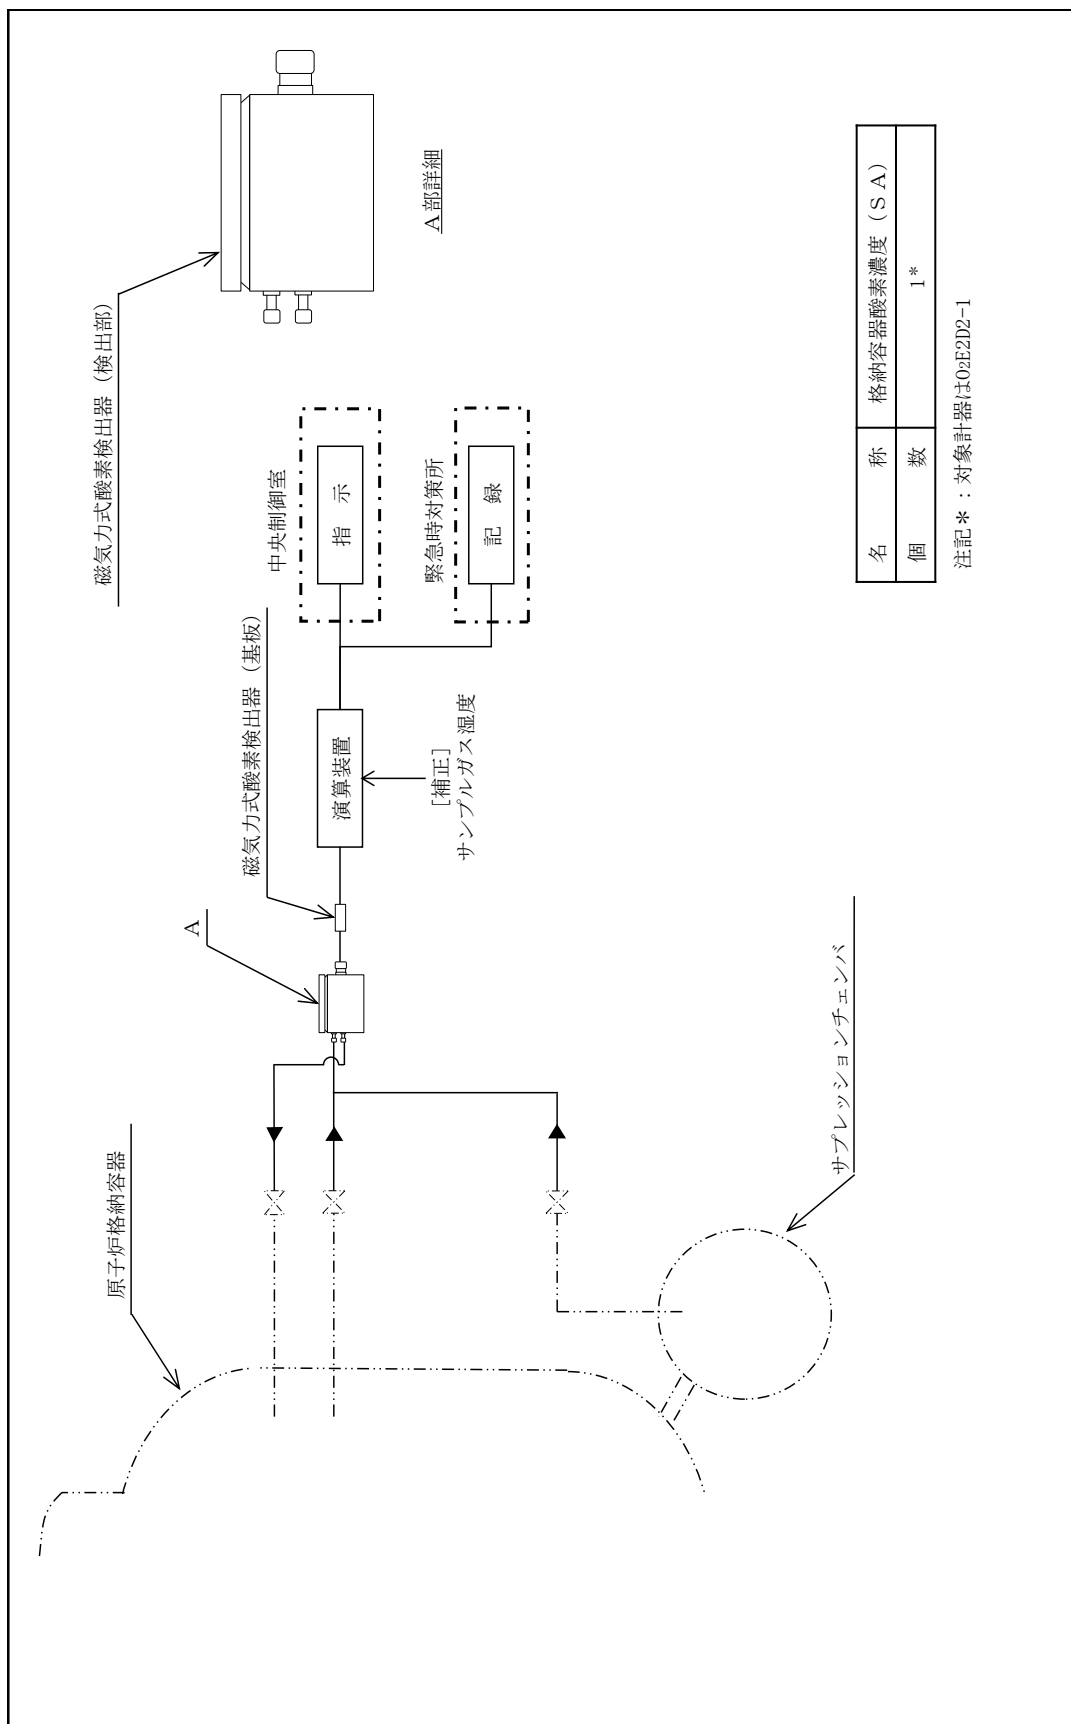 磁気力式酸素検出器（検出部）
A部詳細
中央制御室
指 示
緊急時対策所
記 録
磁気力式酸素検出器（基板）
演算装置
[補正]
サンプルガス湿度
A
原子炉格納容器
サプレッションチェンバ
名 称 格納容器酸素濃度（ＳＡ）
個 数 1*
注記＊：対象計器はO2E2D2-1